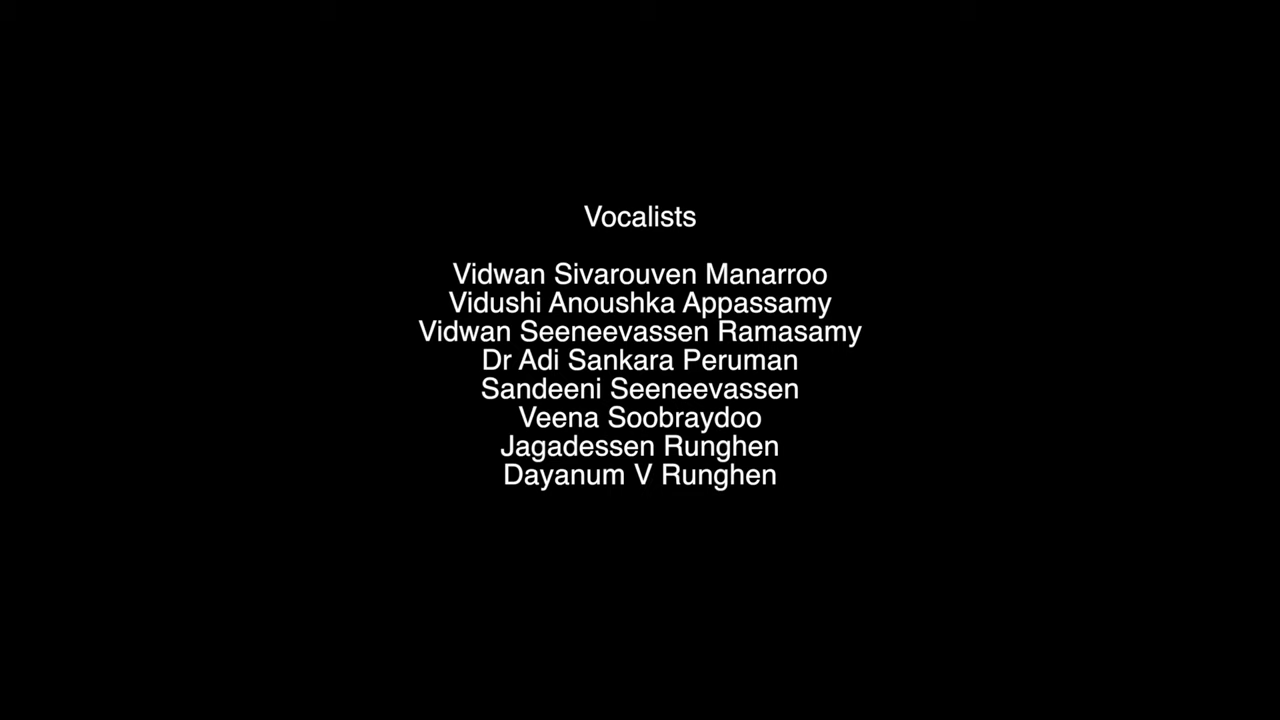 Vocalists
Vidwan Sivarouven Manarroo
Vidushi Anoushka Appassamy
Vidwan Seeneevassen Ramasamy
Dr Adi Sankara Peruman
Sandeeni Seeneevassen
Veena Soobraydoo
Jagadessen Runghen
Dayanum V Runghen